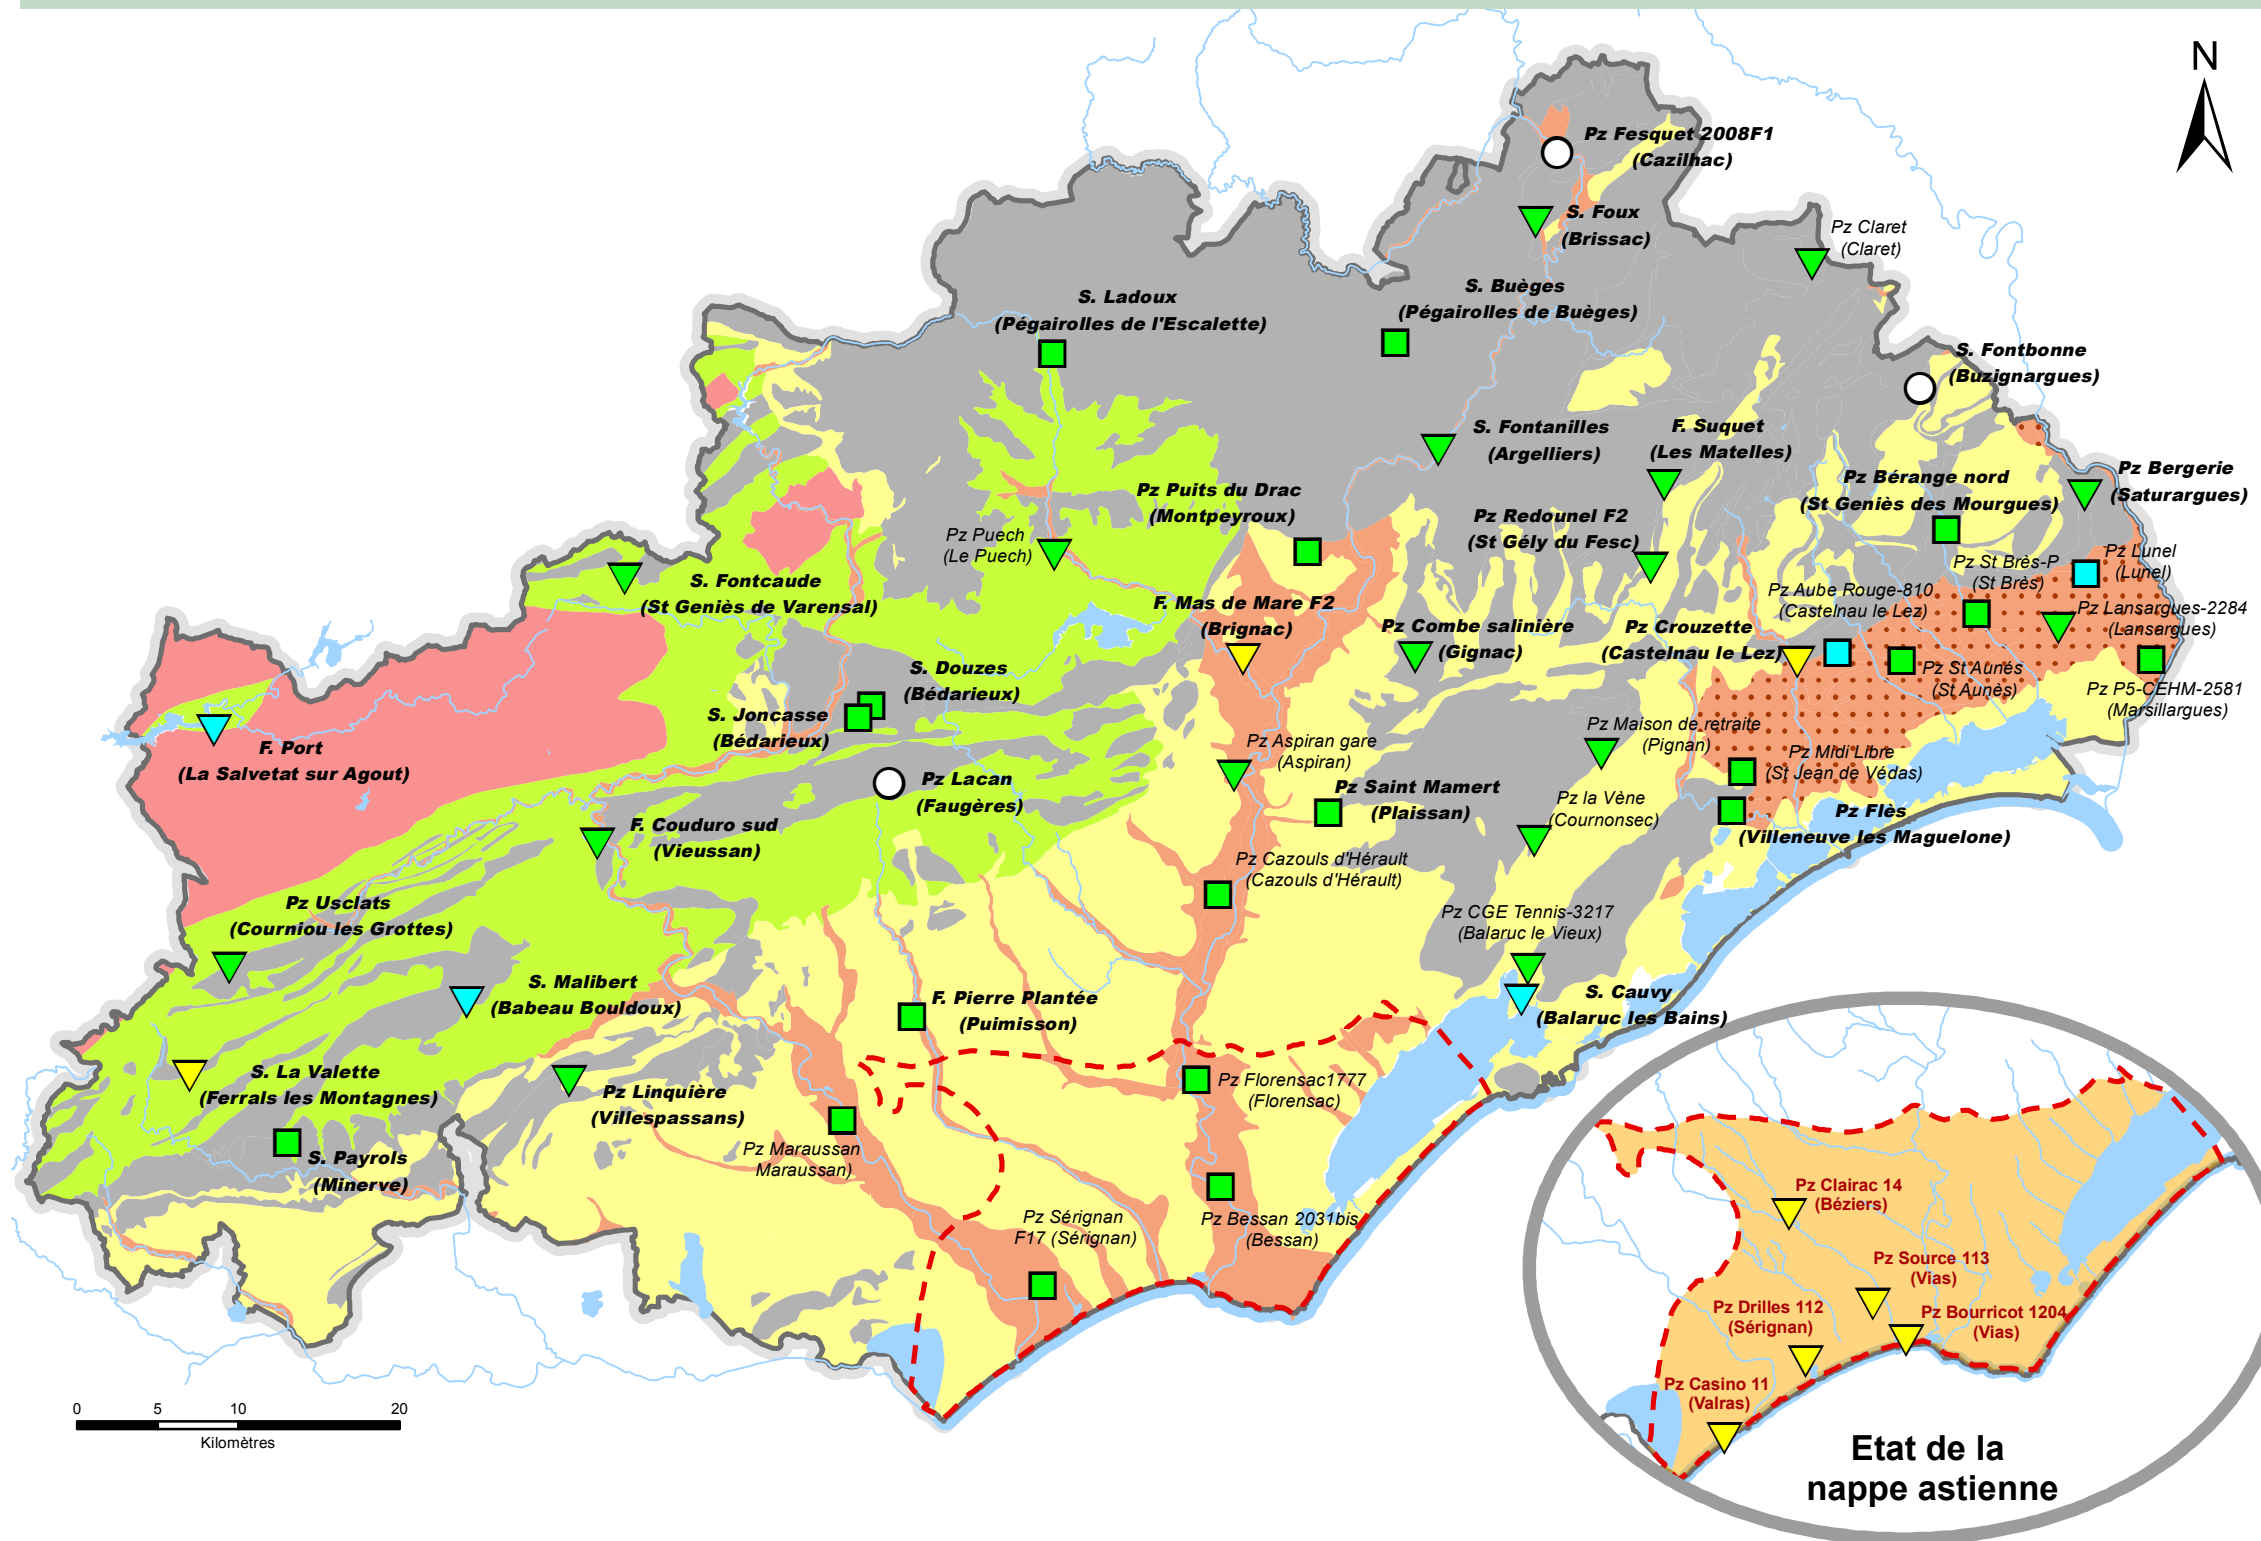 N
Pz Fesquet 2008F1
(Cazilhac)
S. Foux
(Brissac)
Pz Claret
(Claret)
S. Ladoux
(Pégairolles de l'Escalette)
S. Buèges
(Pégairolles de Buèges)
S. Fontbonne
(Buzignargues)
S. Fontanilles
(Argelliers)
F. Suquet
(Les Matelles)
Pz Bérange nord
(St Geniès des Mourgues)
Pz Bergerie
(Saturargues)
Pz Puits du Drac
(Montpeyroux)
Pz Redounel F2
(St Gély du Fesc)
Pz Puech
(Le Puech)
Pz St Brès-P
(St Brès)
Pz Lunel
(Lunel)
S. Fontcaude
(St Geniès de Varensal)
Pz Aube Rouge-810
(Castelnau le Lez)
F. Mas de Mare F2
(Brignac)
Pz Combe salinière
(Gignac)
Pz Crouzette
(Castelnau le Lez)
Pz Lansargues-2284
(Lansargues)
S. Douzes
(Bédarieux)
Pz St Aunés
(St Aunès)
Pz P5-CEHM-2581
(Marsillargues)
S. Joncasse
(Bédarieux)
F. Port
(La Salvetat sur Agout)
Pz Aspiran gare
(Aspiran)
Pz Maison de retraite
(Pignan)
Pz Midi Libre
(St Jean de Védas)
Pz Lacan
(Faugères)
Pz Saint Mamert
(Plaissan)
Pz la Vène
(Cournonsec)
Pz Flès
(Villeneuve les Maguelone)
F. Couduro sud
(Vieussan)
Pz Cazouls d'Hérault
(Cazouls d'Hérault)
Pz Usclats
(Courniou les Grottes)
Pz CGE Tennis-3217
(Balaruc le Vieux)
S. Malibert
(Babeau Bouldoux)
F. Pierre Plantée
(Puimisson)
S. Cauvy
(Balaruc les Bains)
S. La Valette
(Ferrals les Montagnes)
Pz Linquière
(Villespassans)
Pz Florensac1777
(Florensac)
S. Payrols
(Minerve)
Pz Maraussan
Maraussan)
Pz Sérignan
F17 (Sérignan)
Pz Bessan 2031bis
(Bessan)
Pz Clairac 14
(Béziers)
Pz Source 113
(Vias)
Pz Drilles 112
(Sérignan)
Pz Bourricot 1204
(Vias)
Pz Casino 11
(Valras)
Etat de la
nappe astienne
0 5 10 20
Kilomètres